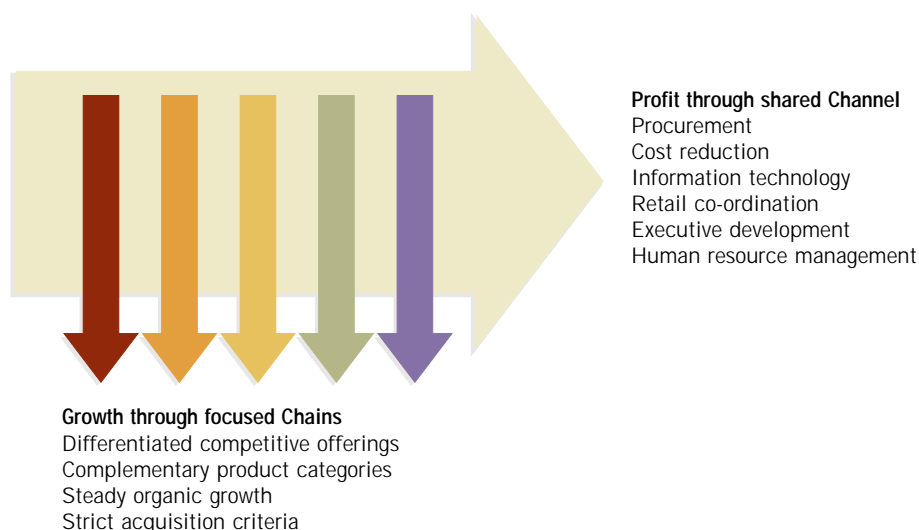 Profit through shared Channel
Procurement
Cost reduction
Information technology
Retail co-ordination
Executive development
Human resource management
Growth through focused Chains
Differentiated competitive offerings
Complementary product categories
Steady organic growth
Strict acquisition criteria